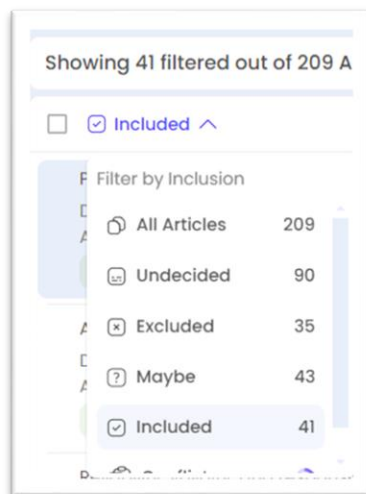 Showing 41 filtered out of 209 A
Included
Filter by Inclusion
All Articles 209
Undecided 90
Excluded 35
Maybe 43
Included 41